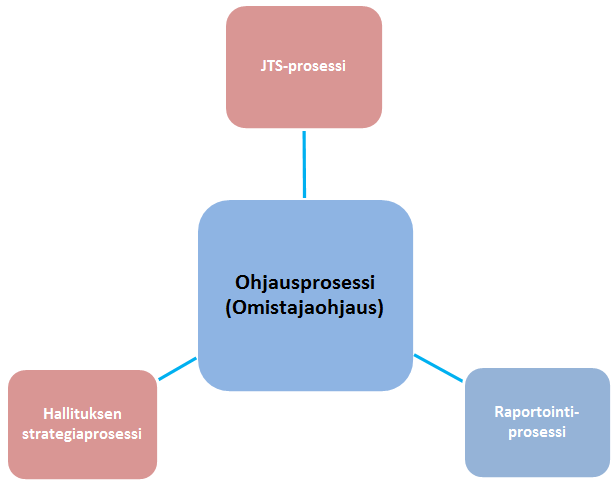 JTS-prosessi
Ohjausprosessi
(Omistajaohjaus)
Hallituksen
strategiaprosessi
Raportointi-
prosessi